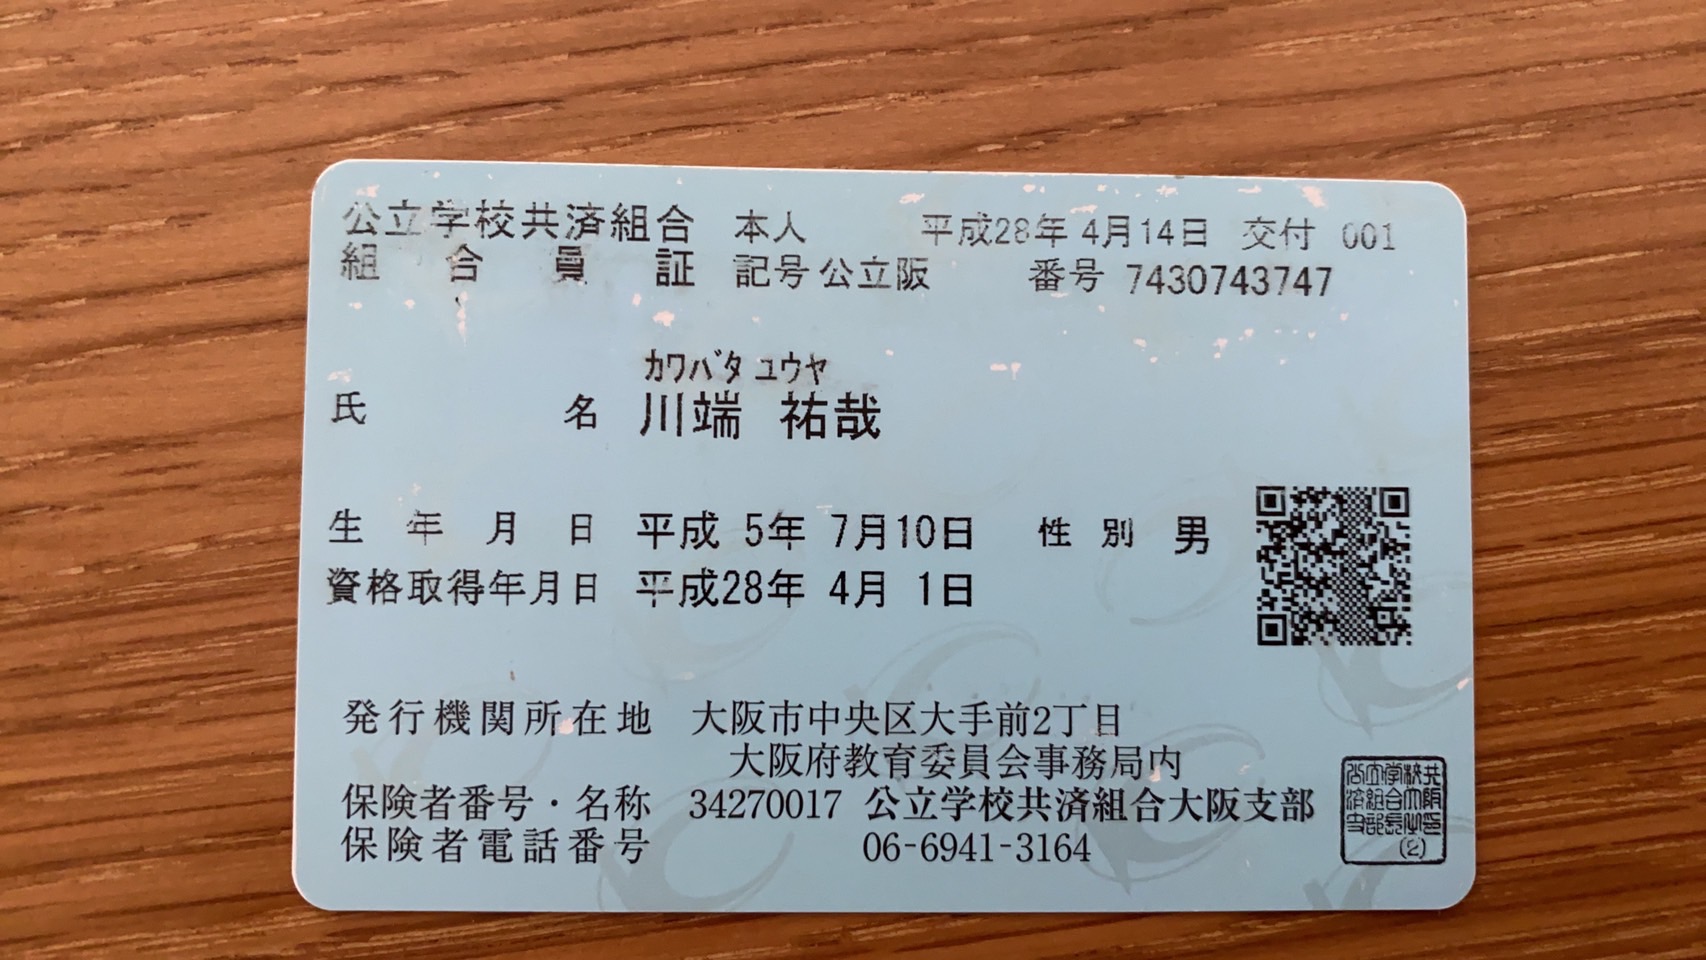 公立学校共済組合 本人 平成28年 4月14日 交付 001
組合員証 記号 公立阪 番号 7430743747
カワバタ ユウヤ
氏名 川端 祐哉
生年月日 平成 5年 7月10日 性別 男
資格取得年月日 平成28年 4月 1日
発行機関所在地 大阪市中央区大手前2丁目
大阪府教育委員会事務局内
保険者番号・名称 34270017 公立学校共済組合大阪支部
保険者電話番号 06-6941-3164